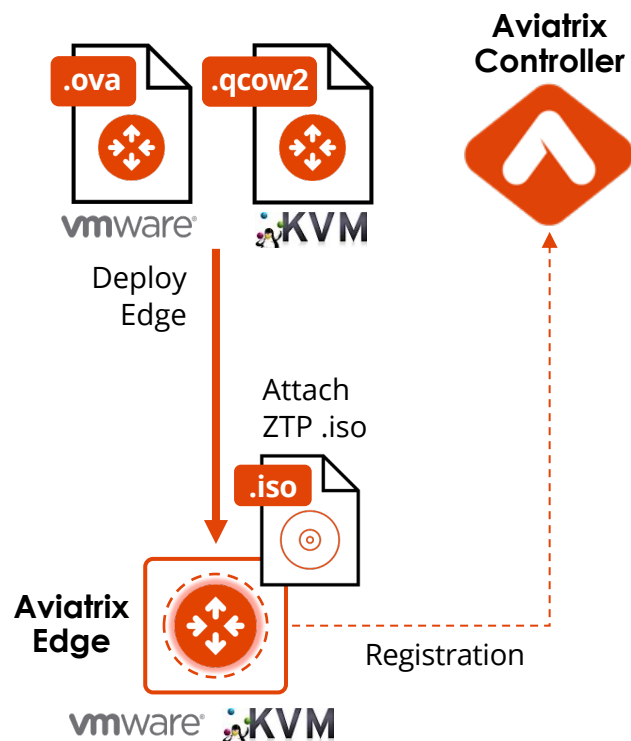 Aviatrix
Controller
.ova
.qcow2
vmware®
KVM
Deploy
Edge
Attach
ZTP .iso
.iso
Aviatrix
Edge
Registration
vmware®
KVM